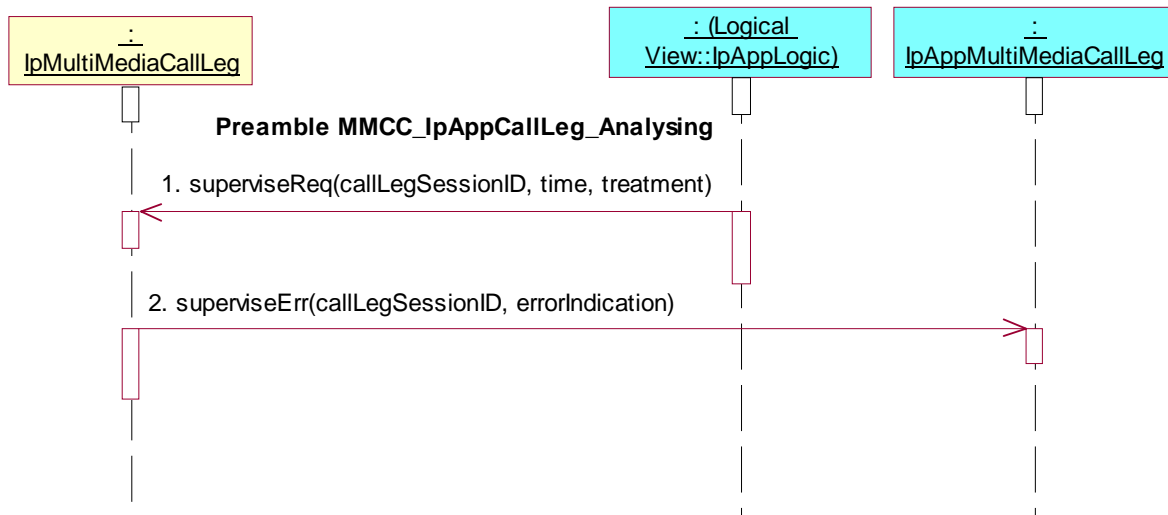 :
IpMultiMediaCallLeg
: (Logical
View::IpAppLogic)
:
IpAppMultiMediaCallLeg
Preamble MMCC_IpAppCallLeg_Analysing
1. superviseReq(callLegSessionID, time, treatment)
2. superviseErr(callLegSessionID, errorIndication)